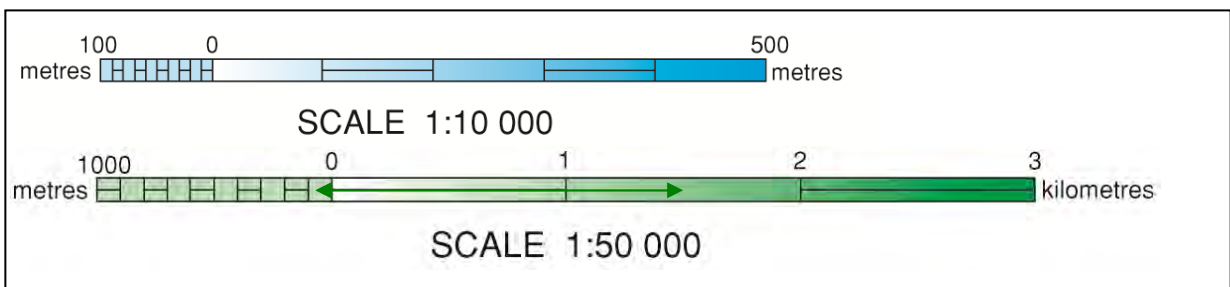 100 0 500
metres metres
SCALE 1:10 000
1000 0 1 2 3
metres kilometres
SCALE 1:50 000